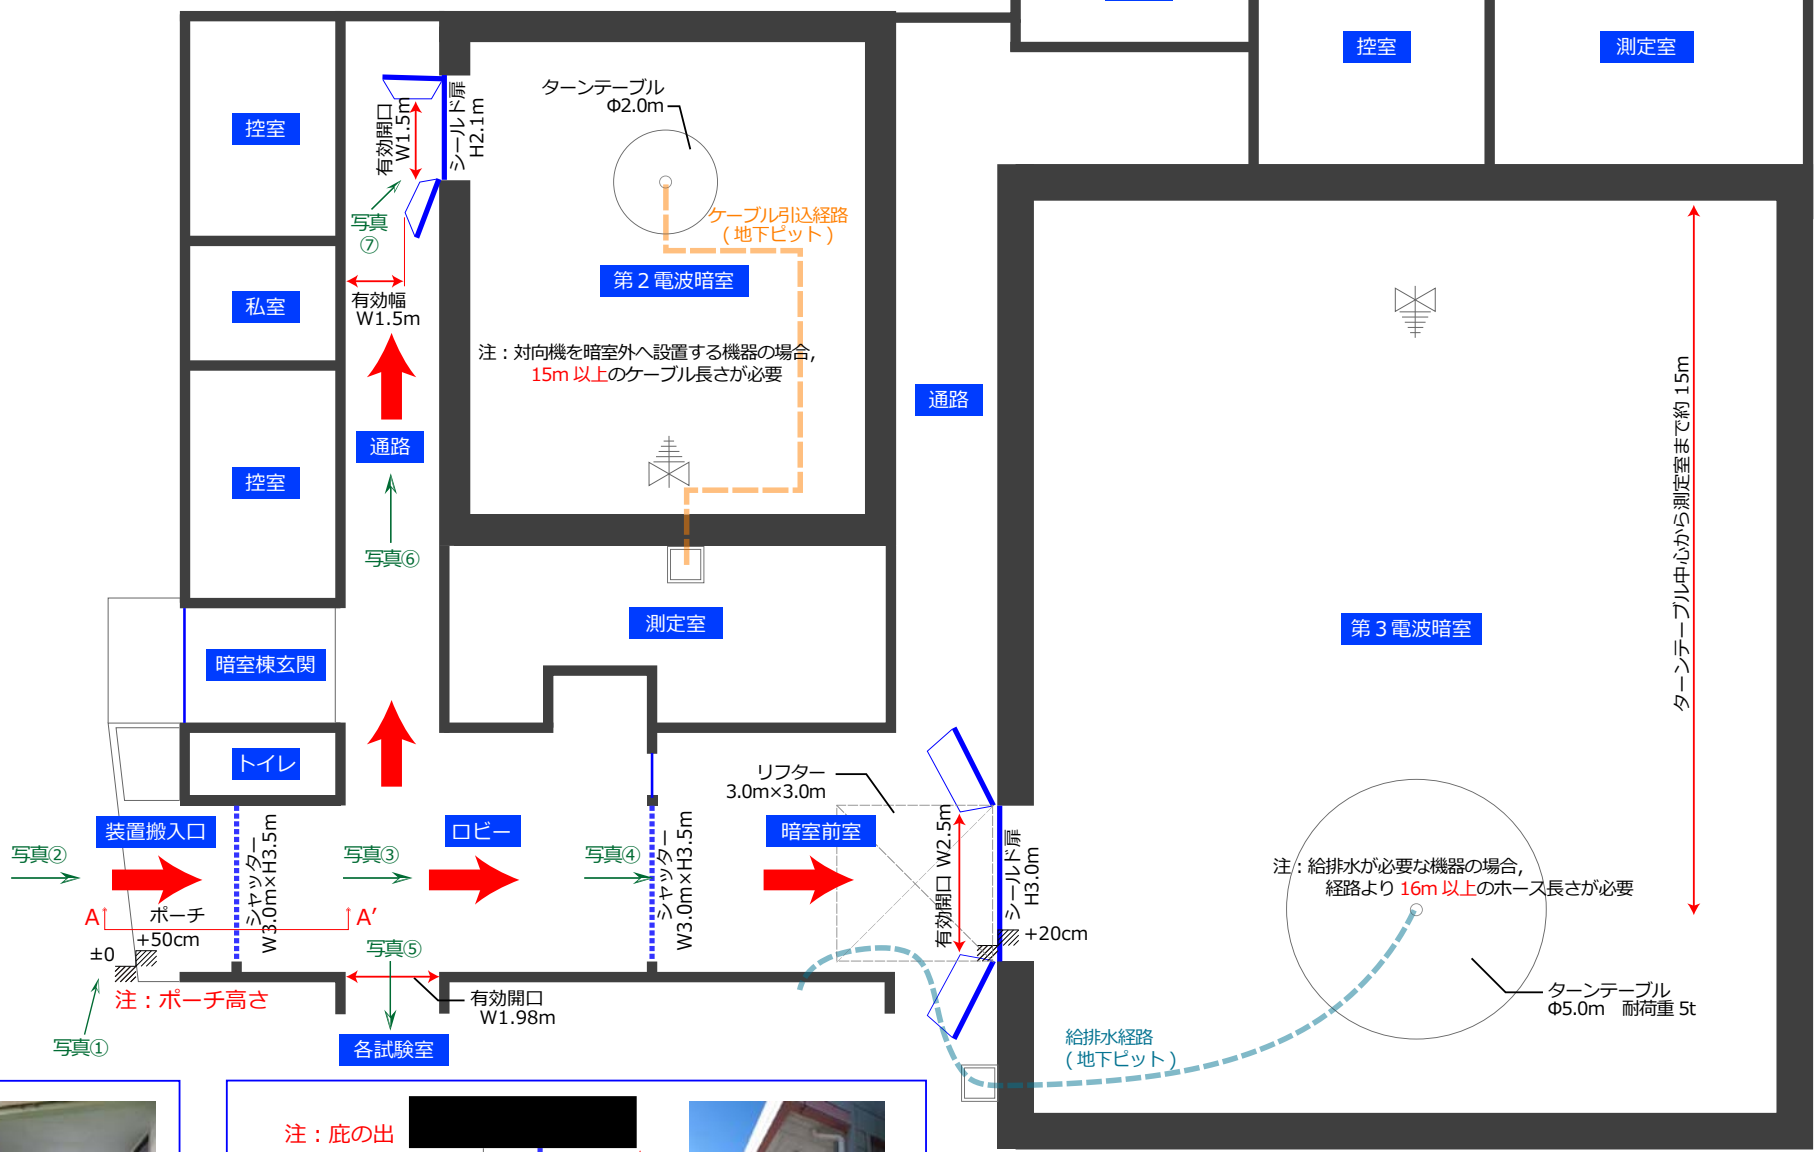 控室
測定室
ターンテーブル
Φ2.0m
シールド扉
H2.1m
有効開口
W1.5m
控室
写真
⑦
ケーブル引込経路
(地下ピット)
第２電波暗室
私室
有効幅
W1.5m
注：対向機を暗室外へ設置する機器の場合，
15m 以上のケーブル長さが必要
通路
ターンテーブル中心から測定室まで約 15m
通路
控室
写真⑥
測定室
第３電波暗室
暗室棟玄関
トイレ
リフター
3.0m×3.0m
装置搬入口
ロビー
暗室前室
写真②
写真③
写真④
シャッター
W3.0m×H3.5m
シャッター
W3.0m×H3.5m
有効開口 W2.5m
シールド扉
H3.0m
注：給排水が必要な機器の場合，
経路より 16m 以上のホース長さが必要
A
A’
ポーチ
+50cm
±0
写真⑤
+20cm
注：ポーチ高さ
有効開口
W1.98m
ターンテーブル
Φ5.0m　耐荷重 5t
写真①
各試験室
給排水経路
(地下ピット)
注：庇の出